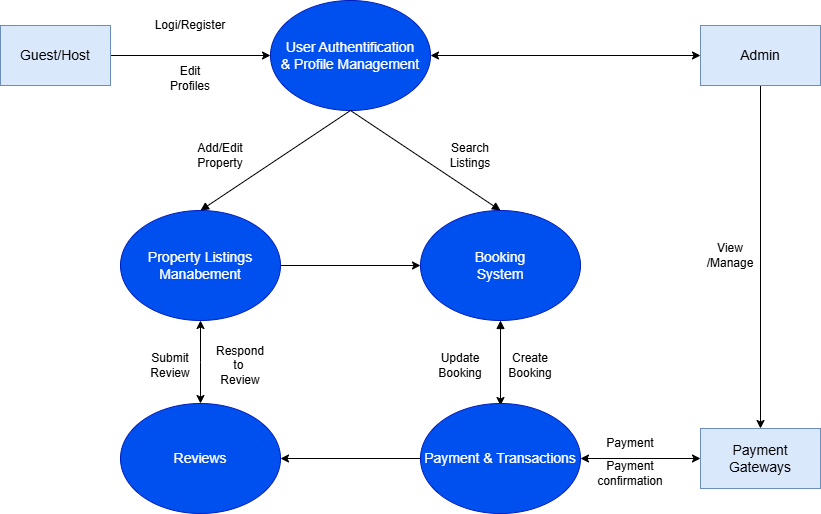 Logi/Register
Guest/Host
User Authentification
& Profile Management
Admin
Edit
Profiles
Add/Edit
Property
Search
Listings
Property Listings
Manabement
Booking
System
View
/Manage
Submit
Review
Respond
to
Review
Update
Booking
Create
Booking
Reviews
Payment & Transactions
Payment
Payment
confirmation
Payment
Gateways